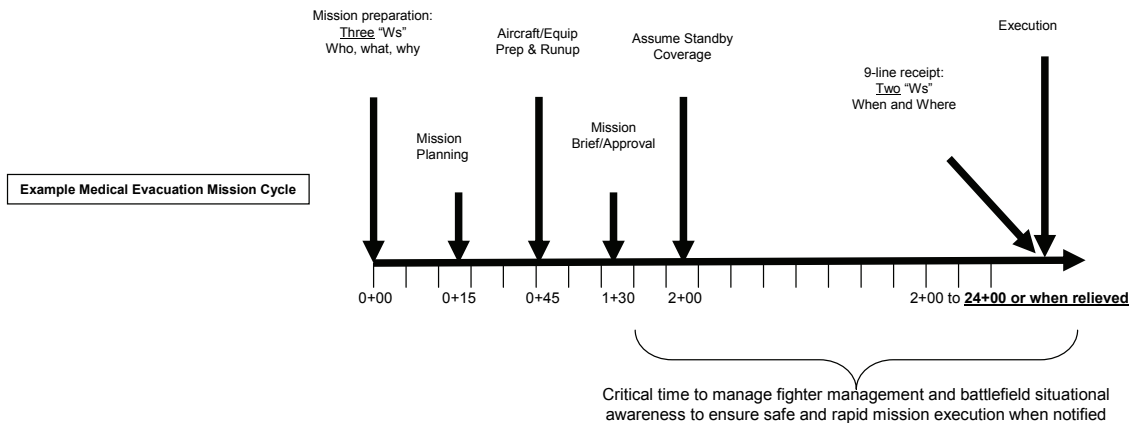 Mission preparation:
Three “Ws”
Who, what, why
Aircraft/Equip
Prep & Runup
Assume Standby
Coverage
Execution
9-line receipt:
Two “Ws”
When and Where
Mission
Planning
Mission
Brief/Approval
Example Medical Evacuation Mission Cycle
0+00
0+15
0+45
1+30
2+00
2+00 to 24+00 or when relieved
Critical time to manage fighter management and battlefield situational
awareness to ensure safe and rapid mission execution when notified